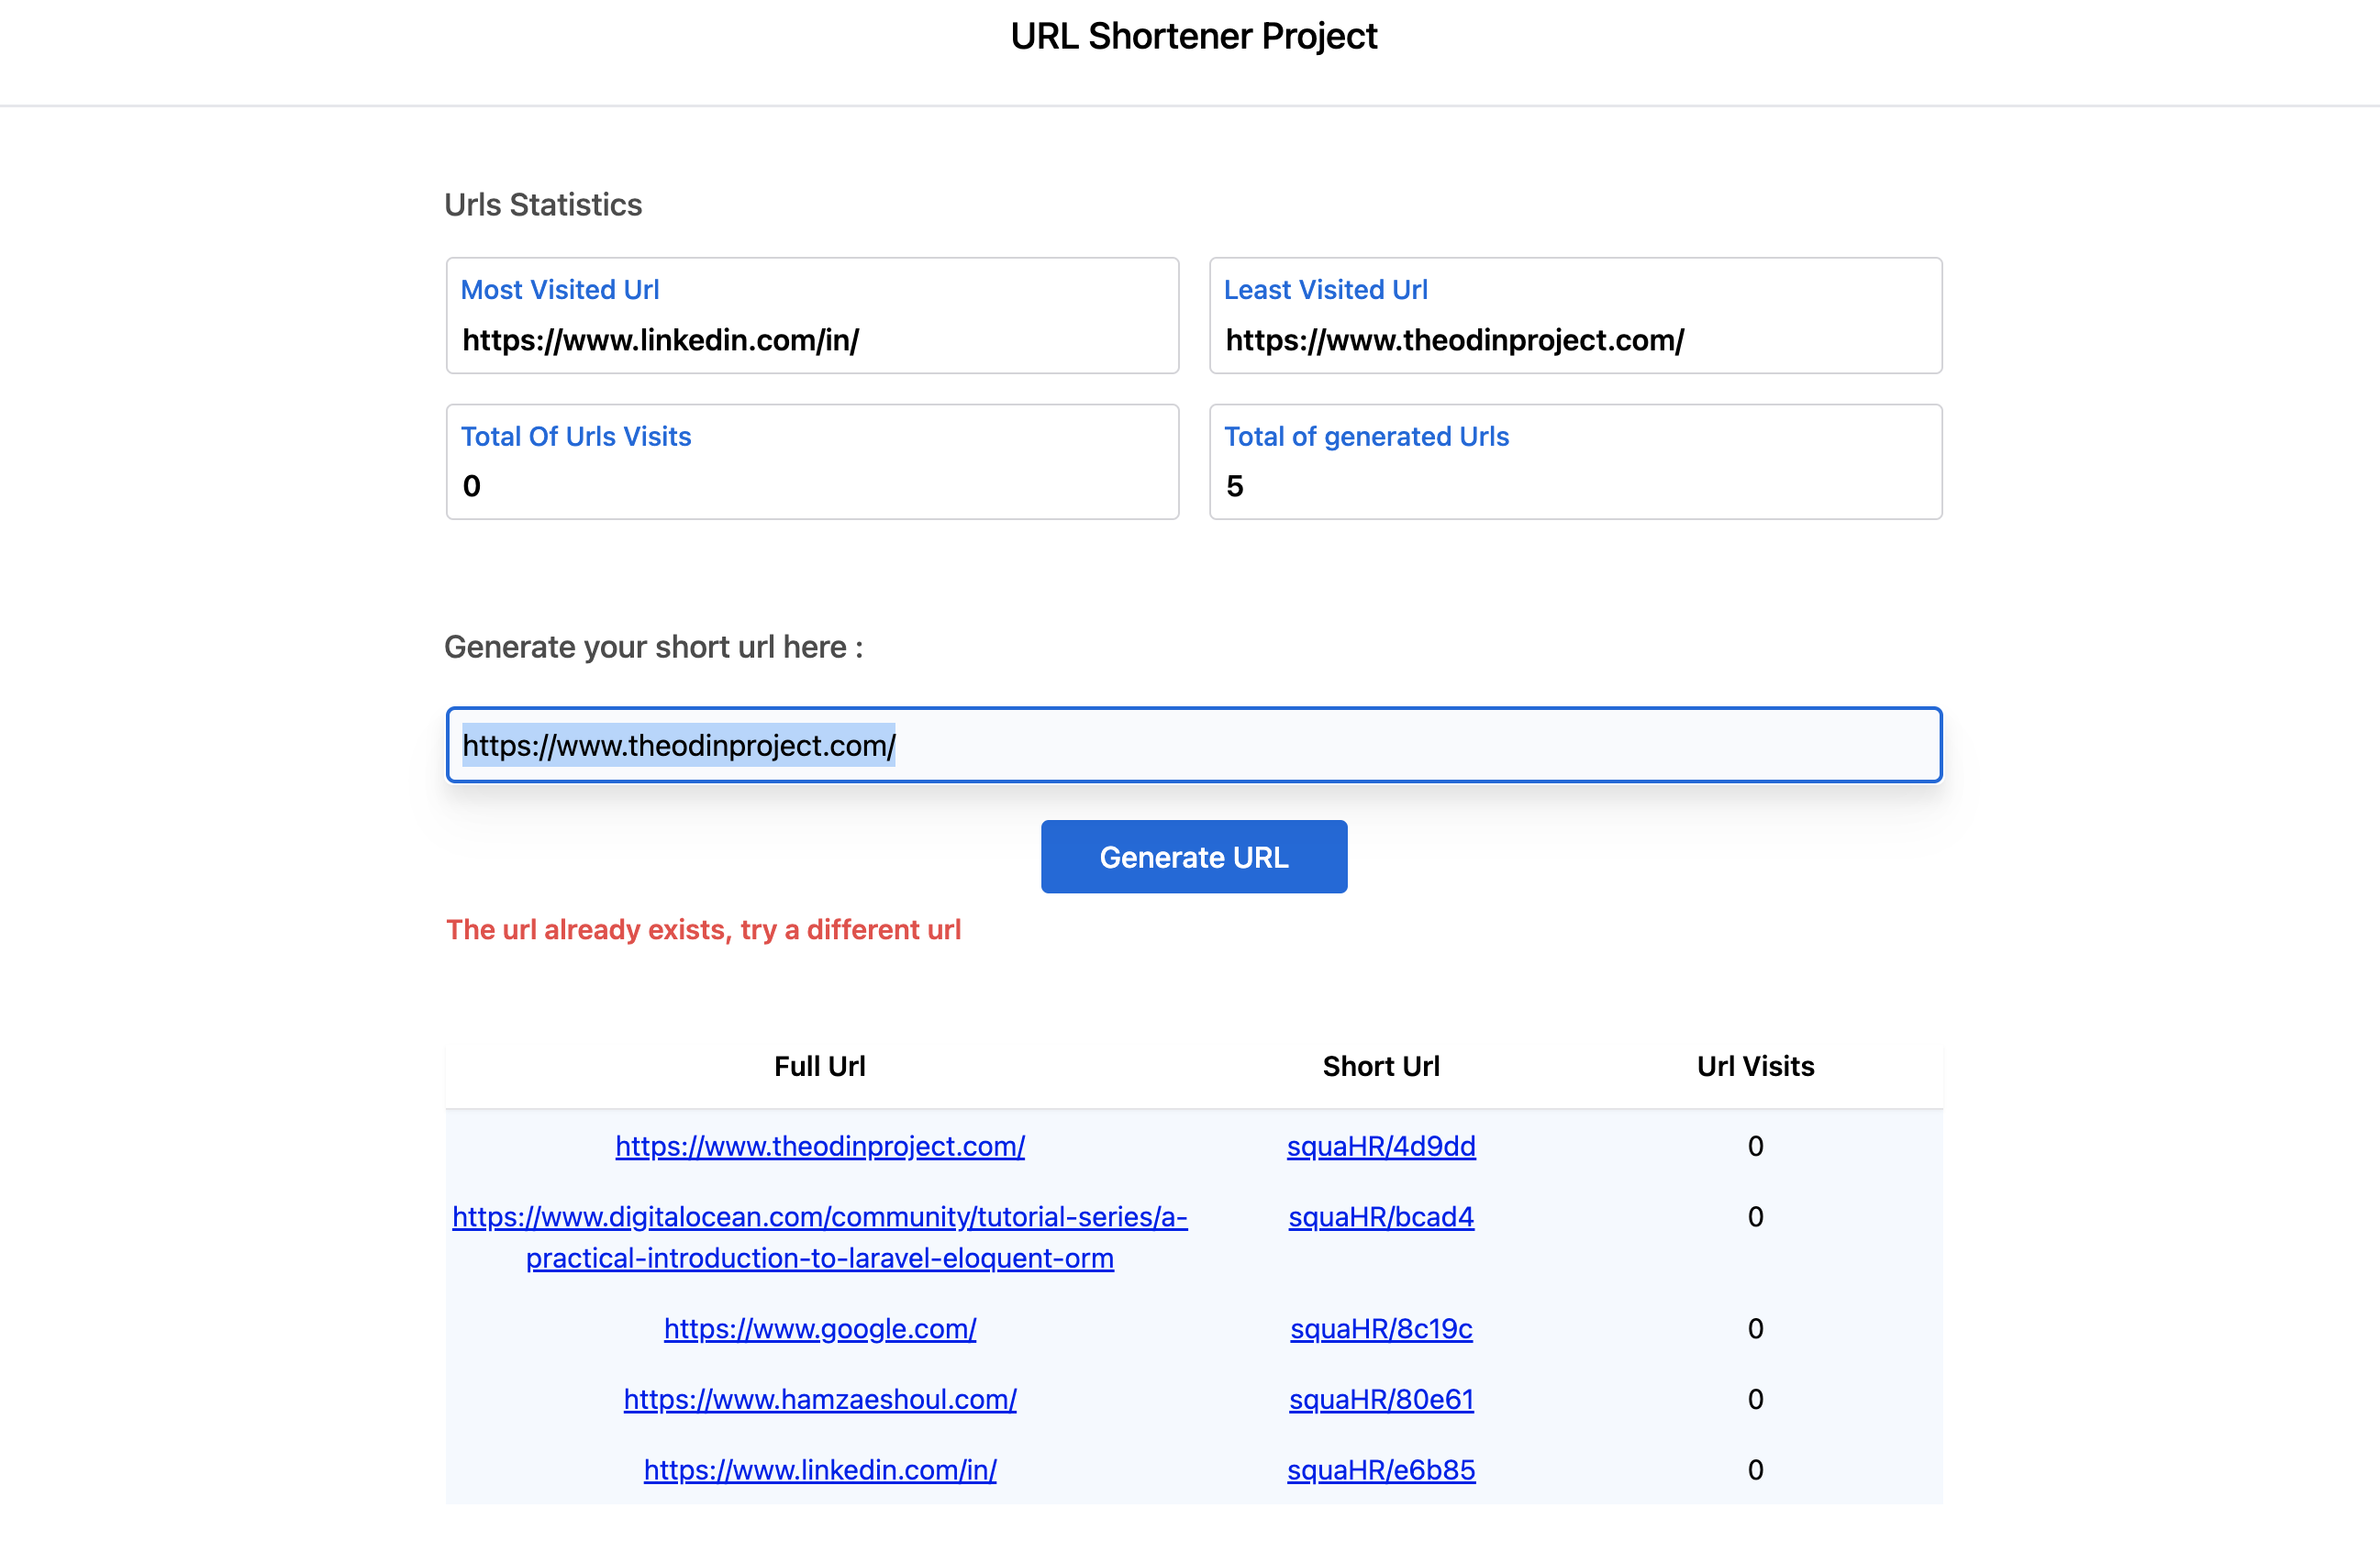 URL Shortener Project
Urls Statistics
Most Visited Url
https://www.linkedin.com/in/
Least Visited Url
https://www.theodinproject.com/
Total Of Urls Visits
0
Total of generated Urls
5
Generate your short url here :
https://www.theodinproject.com/
Generate URL
The url already exists, try a different url
Full Url Short Url Url Visits
https://www.theodinproject.com/ squaHR/4d9dd 0
https://www.digitalocean.com/community/tutorial-series/a- squaHR/bcad4 0
practical-introduction-to-laravel-eloquent-orm
https://www.google.com/ squaHR/8c19c 0
https://www.hamzaeshoul.com/ squaHR/80e61 0
https://www.linkedin.com/in/ squaHR/e6b85 0